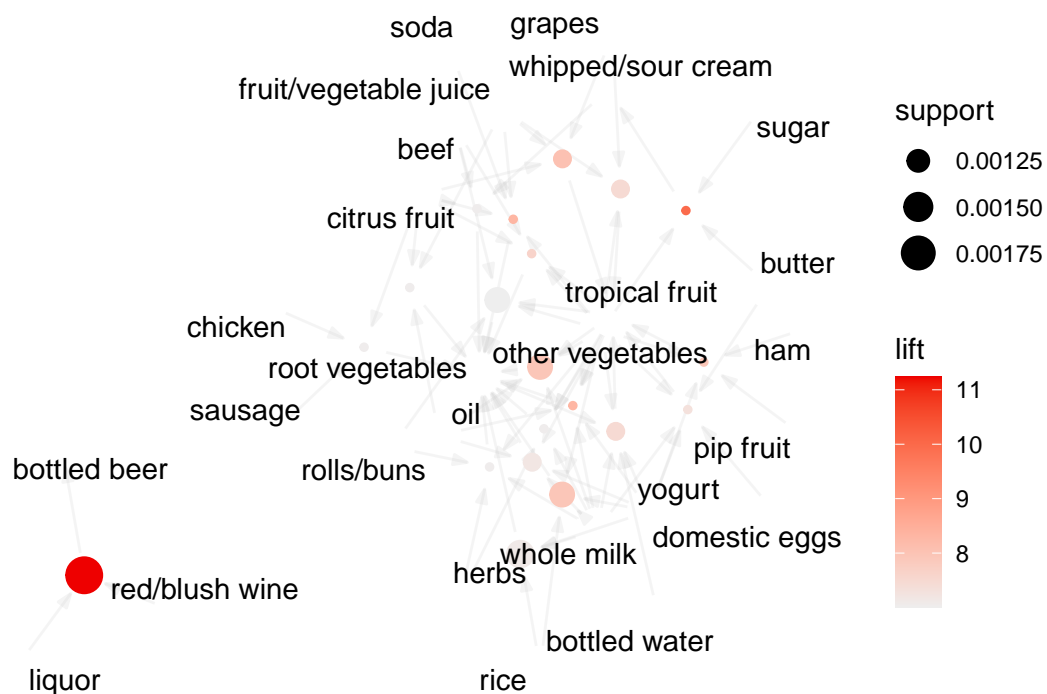 soda
grapes
whipped/sour cream
fruit/vegetable juice
sugar
beef
citrus fruit
butter
tropical fruit
chicken
other vegetables
ham
root vegetables
sausage
oil
pip fruit
bottled beer
rolls/buns
yogurt
domestic eggs
whole milk
herbs
red/blush wine
bottled water
liquor
rice
support
0.00125
0.00150
0.00175
lift
11
10
9
8